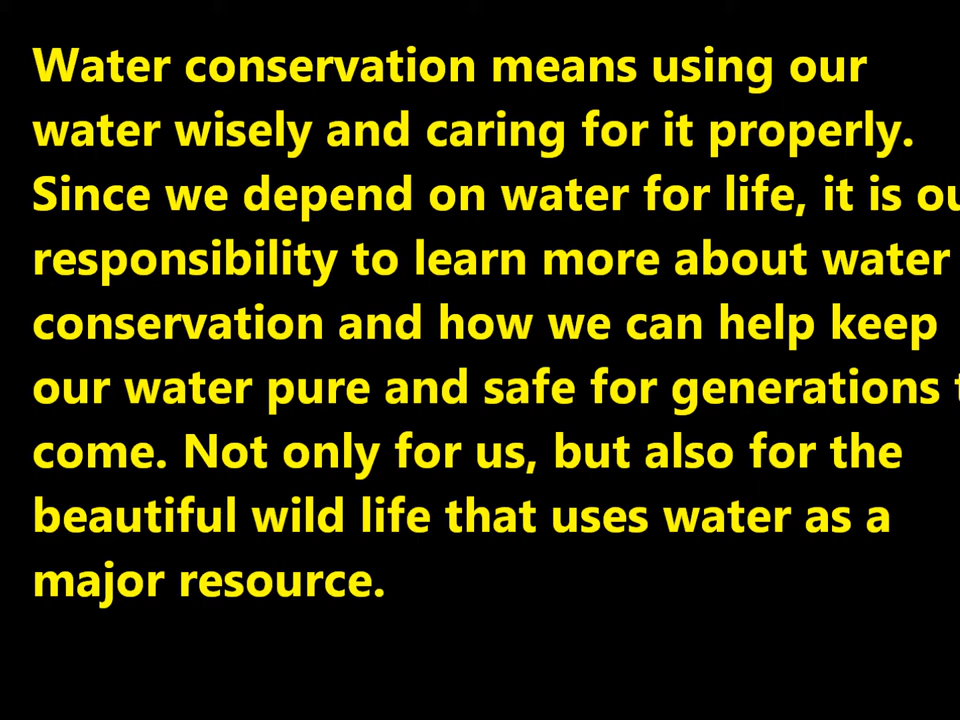 Water conservation means using our
water wisely and caring for it properly.
Since we depend on water for life, it is ou
responsibility to learn more about water
conservation and how we can help keep
our water pure and safe for generations t
come. Not only for us, but also for the
beautiful wild life that uses water as a
major resource.